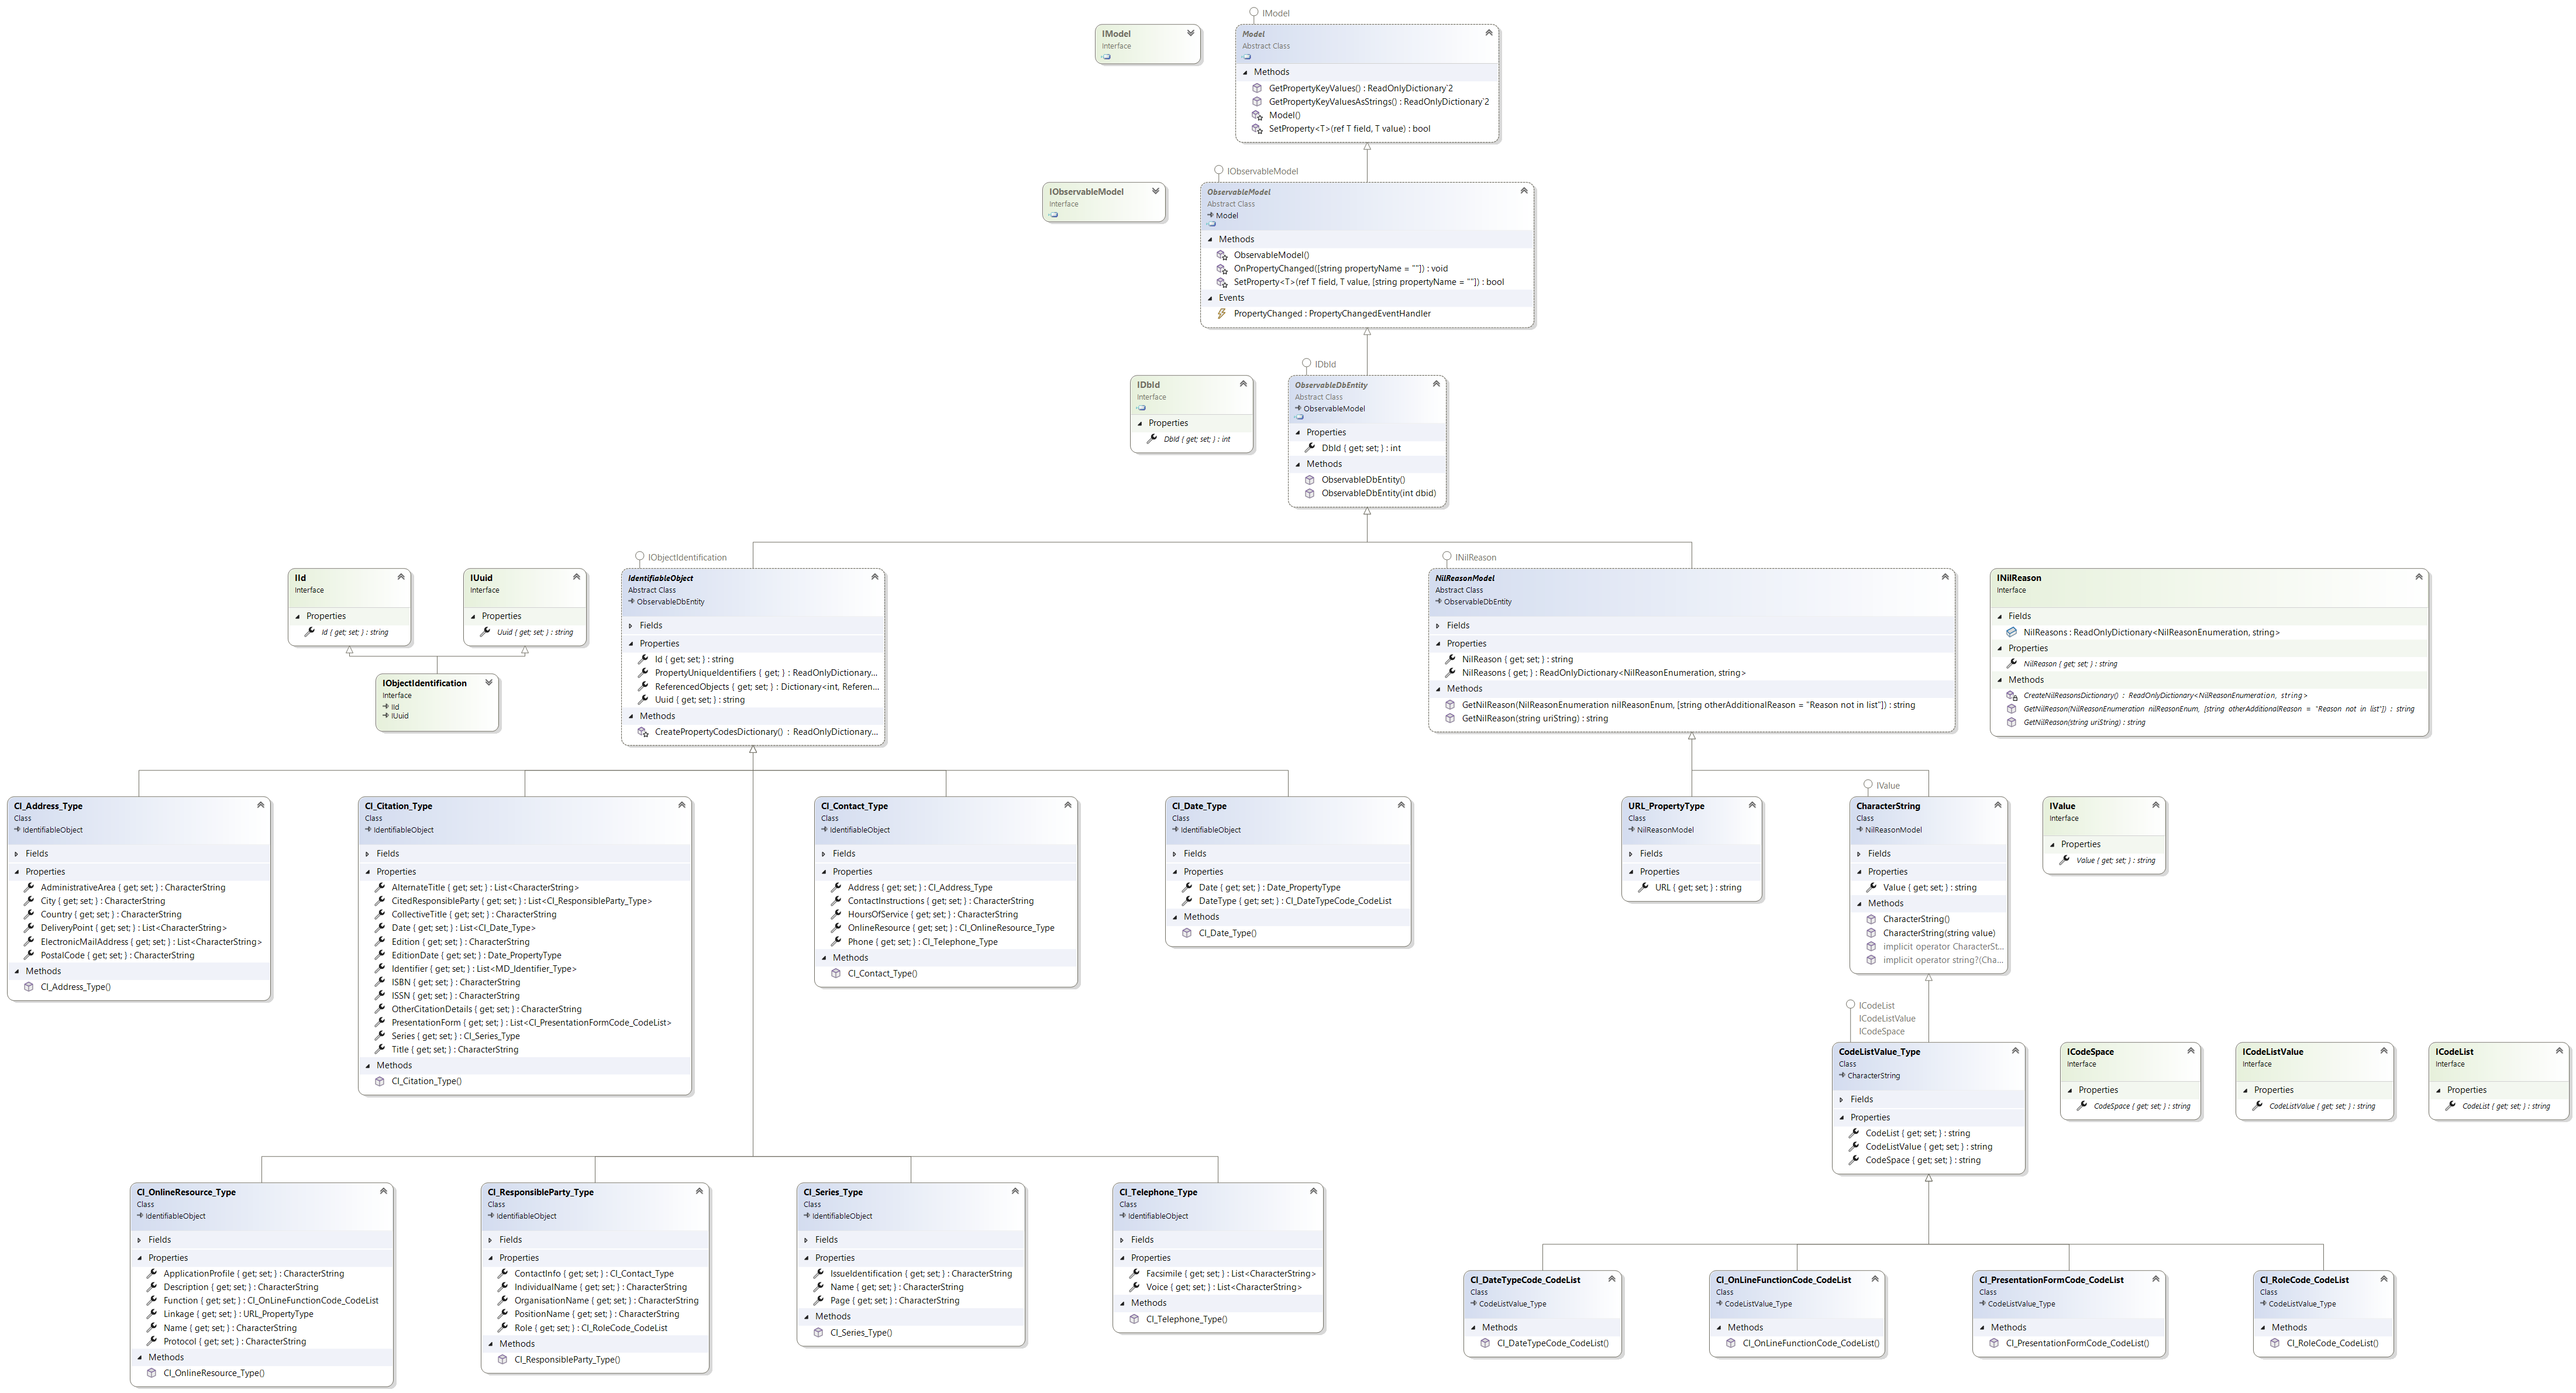 IModel
IModel
Interface
Model
Abstract Class
Methods
GetPropertyKeyValues() : ReadOnlyDictionary`2
GetPropertyKeyValuesAsStrings() : ReadOnlyDictionary`2
Model()
SetProperty<T>(ref T field, T value) : bool
IObservableModel
IObservableModel
Interface
ObservableModel
Abstract Class
Model
Methods
ObservableModel()
OnPropertyChanged([string propertyName = ""]) : void
SetProperty<T>(ref T field, T value, [string propertyName = ""]) : bool
Events
PropertyChanged : PropertyChangedEventHandler
IDbId
IDbId
Interface
Properties
DbId { get; set; } : int
ObservableDbEntity
Abstract Class
ObservableModel
Properties
DbId { get; set; } : int
Methods
ObservableDbEntity()
ObservableDbEntity(int dbid)
IId
Interface
Properties
Id { get; set; } : string
IUuid
Interface
Properties
Uuid { get; set; } : string
IObjectIdentification
Interface
IId
IUuid
IObjectIdentification
IdentifiableObject
Abstract Class
ObservableDbEntity
Fields
Properties
Id { get; set; } : string
PropertyUniqueIdentifiers { get; } : ReadOnlyDictionary...
ReferencedObjects { get; set; } : Dictionary<int, Referen...
Uuid { get; set; } : string
Methods
CreatePropertyCodesDictionary() : ReadOnlyDictionary...
INilReason
NilReasonModel
Abstract Class
ObservableDbEntity
Fields
Properties
NilReason { get; set; } : string
NilReasons { get; } : ReadOnlyDictionary<NilReasonEnumeration, string>
Methods
GetNilReason(NilReasonEnumeration nilReasonEnum, [string otherAdditionalReason = "Reason not in list"]) : string
GetNilReason(string uriString) : string
INilReason
Interface
Fields
NilReasons : ReadOnlyDictionary<NilReasonEnumeration, string>
Properties
NilReason { get; set; } : string
Methods
CreateNilReasonsDictionary() : ReadOnlyDictionary<NilReasonEnumeration, string>
GetNilReason(NilReasonEnumeration nilReasonEnum, [string otherAdditionalReason = "Reason not in list"]) : string
GetNilReason(string uriString) : string
CI_Address_Type
Class
IdentifiableObject
Fields
Properties
AdministrativeArea { get; set; } : CharacterString
City { get; set; } : CharacterString
Country { get; set; } : CharacterString
DeliveryPoint { get; set; } : List<CharacterString>
ElectronicMailAddress { get; set; } : List<CharacterString>
PostalCode { get; set; } : CharacterString
Methods
CI_Address_Type()
CI_Citation_Type
Class
IdentifiableObject
Fields
Properties
AlternateTitle { get; set; } : List<CharacterString>
CitedResponsibleParty { get; set; } : List<CI_ResponsibleParty_Type>
CollectiveTitle { get; set; } : CharacterString
Date { get; set; } : List<CI_Date_Type>
Edition { get; set; } : CharacterString
EditionDate { get; set; } : Date_PropertyType
Identifier { get; set; } : List<MD_Identifier_Type>
ISBN { get; set; } : CharacterString
ISSN { get; set; } : CharacterString
OtherCitationDetails { get; set; } : CharacterString
PresentationForm { get; set; } : List<CI_PresentationFormCode_CodeList>
Series { get; set; } : CI_Series_Type
Title { get; set; } : CharacterString
Methods
CI_Citation_Type()
CI_Contact_Type
Class
IdentifiableObject
Fields
Properties
Address { get; set; } : CI_Address_Type
ContactInstructions { get; set; } : CharacterString
HoursOfService { get; set; } : CharacterString
OnlineResource { get; set; } : CI_OnlineResource_Type
Phone { get; set; } : CI_Telephone_Type
Methods
CI_Contact_Type()
CI_Date_Type
Class
IdentifiableObject
Fields
Properties
Date { get; set; } : Date_PropertyType
DateType { get; set; } : CI_DateTypeCode_CodeList
Methods
CI_Date_Type()
URL_PropertyType
Class
NilReasonModel
Fields
Properties
URL { get; set; } : string
IValue
CharacterString
Class
NilReasonModel
Fields
Properties
Value { get; set; } : string
Methods
CharacterString()
CharacterString(string value)
implicit operator CharacterSt...
implicit operator string?(Cha...
IValue
Interface
Properties
Value { get; set; } : string
ICodeList
ICodeListValue
ICodeSpace
CodeListValue_Type
Class
CharacterString
Fields
Properties
CodeList { get; set; } : string
CodeListValue { get; set; } : string
CodeSpace { get; set; } : string
ICodeSpace
Interface
Properties
CodeSpace { get; set; } : string
ICodeListValue
Interface
Properties
CodeListValue { get; set; } : string
ICodeList
Interface
Properties
CodeList { get; set; } : string
CI_OnlineResource_Type
Class
IdentifiableObject
Fields
Properties
ApplicationProfile { get; set; } : CharacterString
Description { get; set; } : CharacterString
Function { get; set; } : CI_OnLineFunctionCode_CodeList
Linkage { get; set; } : URL_PropertyType
Name { get; set; } : CharacterString
Protocol { get; set; } : CharacterString
Methods
CI_OnlineResource_Type()
CI_ResponsibleParty_Type
Class
IdentifiableObject
Fields
Properties
ContactInfo { get; set; } : CI_Contact_Type
IndividualName { get; set; } : CharacterString
OrganisationName { get; set; } : CharacterString
PositionName { get; set; } : CharacterString
Role { get; set; } : CI_RoleCode_CodeList
Methods
CI_ResponsibleParty_Type()
CI_Series_Type
Class
IdentifiableObject
Fields
Properties
IssueIdentification { get; set; } : CharacterString
Name { get; set; } : CharacterString
Page { get; set; } : CharacterString
Methods
CI_Series_Type()
CI_Telephone_Type
Class
IdentifiableObject
Fields
Properties
Facsimile { get; set; } : List<CharacterString>
Voice { get; set; } : List<CharacterString>
Methods
CI_Telephone_Type()
CI_DateTypeCode_CodeList
Class
CodeListValue_Type
Methods
CI_DateTypeCode_CodeList()
CI_OnLineFunctionCode_CodeList
Class
CodeListValue_Type
Methods
CI_OnLineFunctionCode_CodeList()
CI_PresentationFormCode_CodeList
Class
CodeListValue_Type
Methods
CI_PresentationFormCode_CodeList()
CI_RoleCode_CodeList
Class
CodeListValue_Type
Methods
CI_RoleCode_CodeList()